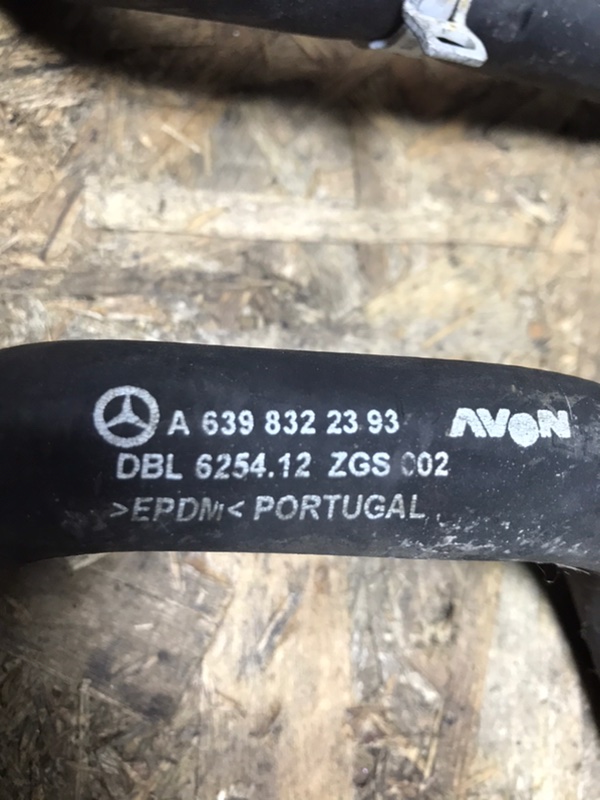 A 639 832 23 93 AVON
DBL 6254.12 ZGS 002
>EPDM< PORTUGAL